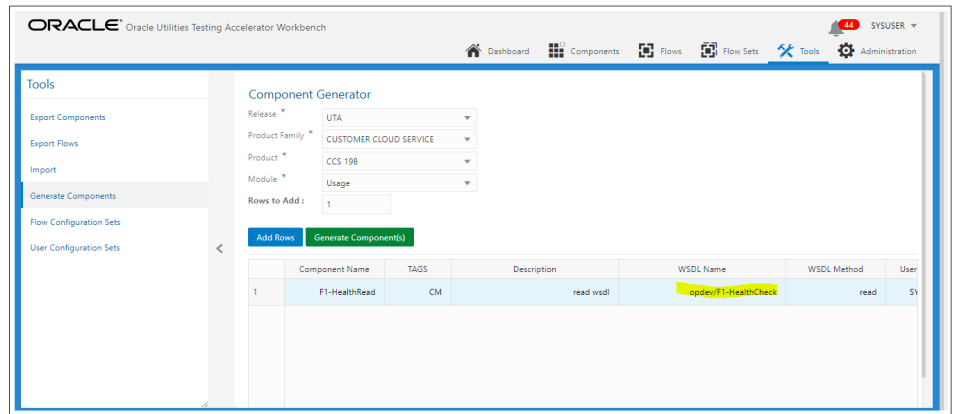 ORACLE® Oracle Utilities Testing Accelerator Workbench
44 SYSUSER
Dashboard Components Flows Flow Sets Tools Administration
Tools
Export Components
Export Flows
Import
Generate Components
Flow Configuration Sets
User Configuration Sets
Component Generator
Release * UTA
Product Family * CUSTOMER CLOUD SERVICE
Product * CCS 19B
Module * Usage
Rows to Add : 1
Add Rows Generate Component(s)
Component Name TAGS Description WSDL Name WSDL Method User
1 F1-HealthRead CM read wsdl opdev/F1-HealthCheck read SY